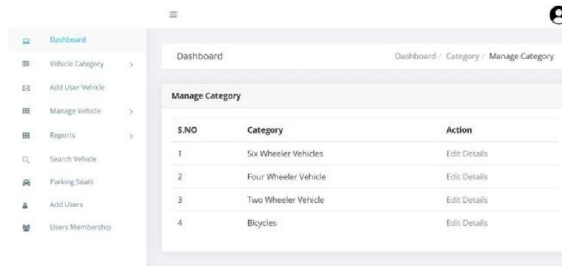 Dashboard
Vehicle Category
Add User Vehicle
Manage Vehicle
Reports
Search Vehicle
Parking Seats
Add Users
Users Membership
Dashboard
Dashboard / Category / Manage Category
Manage Category
S.NO Category Action
1 Six Wheeler Vehicles Edit Details
2 Four Wheeler Vehicle Edit Details
3 Two Wheeler Vehicle Edit Details
4 Bicycles Edit Details